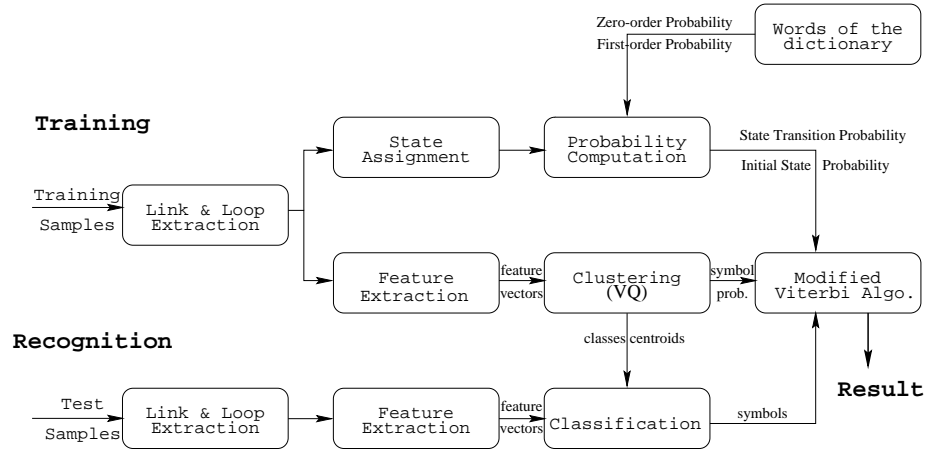 Zero-order Probability
First-order Probability
Words of the
dictionary
Training
State
Assignment
Probability
Computation
State Transition Probability
Initial State Probability
Training
Samples
Link & Loop
Extraction
Feature
Extraction
feature
vectors
Clustering
(VQ)
symbol
prob.
Modified
Viterbi Algo.
Recognition
classes centroids
Result
Test
Samples
Link & Loop
Extraction
Feature
Extraction
feature
vectors
Classification
symbols